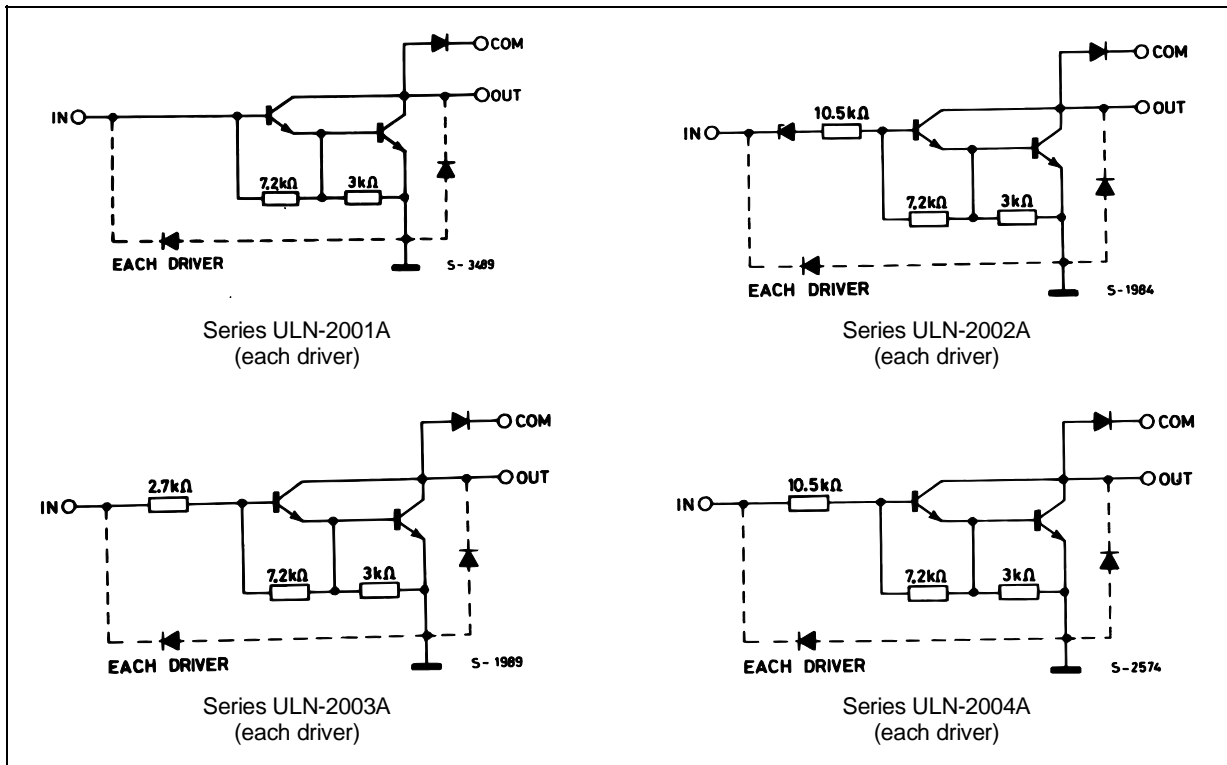 COM
OUT
IN
7.2kΩ
3kΩ
EACH DRIVER
S-3489
Series ULN-2001A
(each driver)
COM
OUT
IN
10.5kΩ
7.2kΩ
3kΩ
EACH DRIVER
S-1984
Series ULN-2002A
(each driver)
COM
OUT
IN
2.7kΩ
7.2kΩ
3kΩ
EACH DRIVER
S-1989
Series ULN-2003A
(each driver)
COM
OUT
IN
10.5kΩ
7.2kΩ
3kΩ
EACH DRIVER
S-2574
Series ULN-2004A
(each driver)